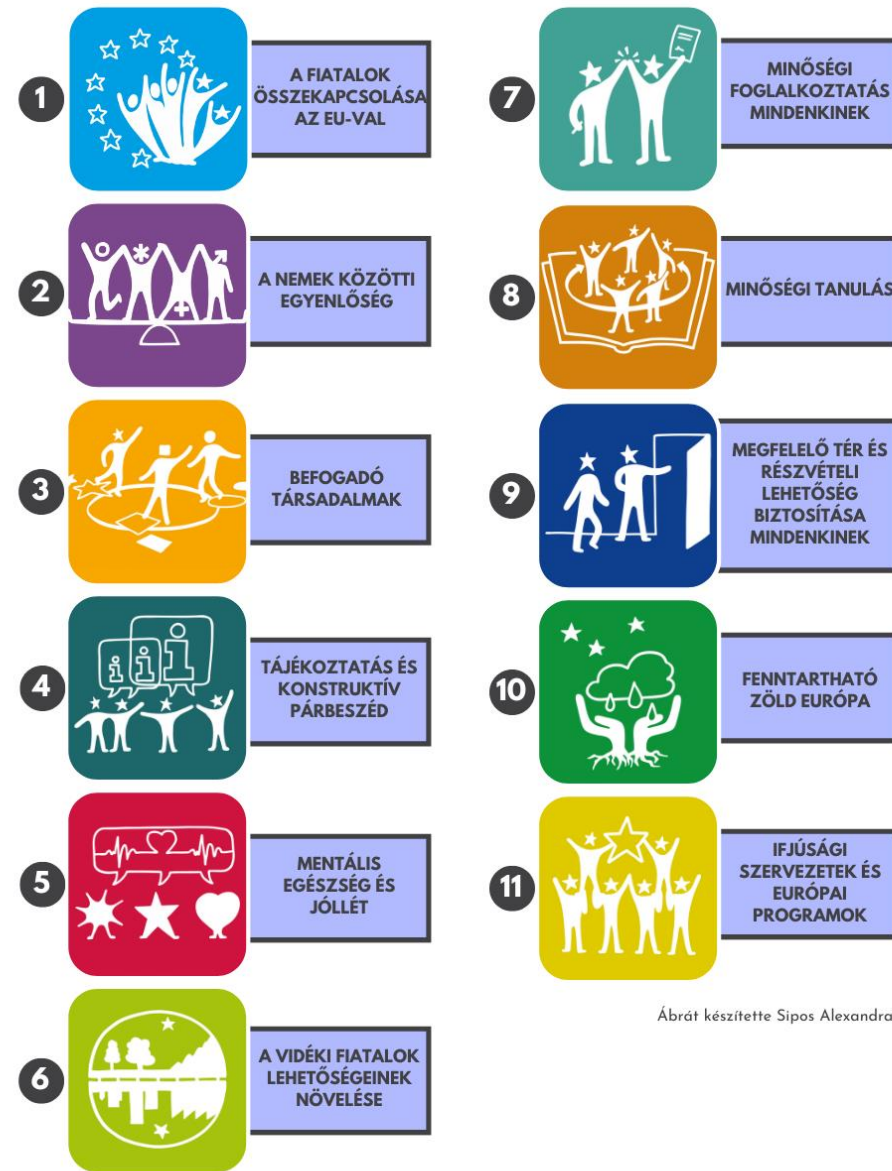 1
A FIATALOK
ÖSSZEKAPCSOLÁSA
AZ EU-VAL
2
A NEMEK KÖZÖTTI
EGYENLŐSÉG
3
BEFOGADÓ
TÁRSADALMAK
4
i i i
TÁJÉKOZTATÁS ÉS
KONSTRUKTÍV
PÁRBESZÉD
5
MENTÁLIS
EGÉSZSÉG ÉS
JÓLLÉT
6
A VIDÉKI FIATALOK
LEHETŐSÉGEINEK
NÖVELÉSE
7
MINŐSÉGI
FOGLALKOZTATÁS
MINDENKINEK
8
MINŐSÉGI TANULÁS
9
MEGFELELŐ TÉR ÉS
RÉSZVÉTELI
LEHETŐSÉG
BIZTOSÍTÁSA
MINDENKINEK
10
FENNTARTHATÓ
ZÖLD EURÓPA
11
IFJÚSÁGI
SZERVEZETEK ÉS
EURÓPAI
PROGRAMOK
Ábrát készítette Sipos Alexandra